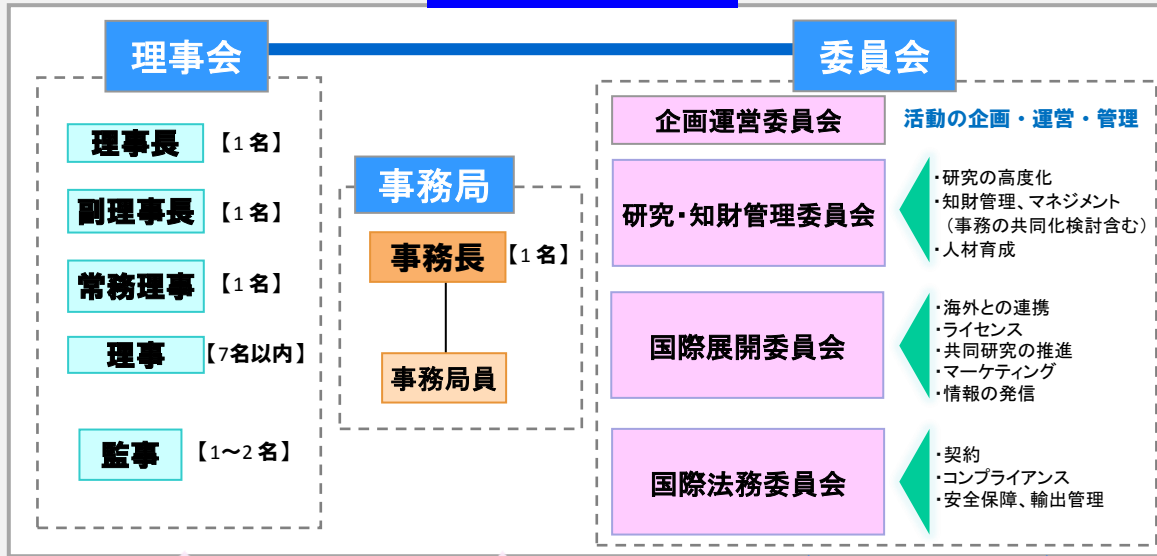 理事会
理事長 【1名】
副理事長 【1名】
常務理事 【1名】
理事 【7名以内】
監事 【1～2名】
事務局
事務長 【1名】
事務局員
委員会
企画運営委員会 活動の企画・運営・管理
研究・知財管理委員会
・研究の高度化
・知財管理、マネジメント
（事務の共同化検討含む）
・人材育成
国際展開委員会
・海外との連携
・ライセンス
・共同研究の推進
・マーケティング
・情報の発信
国際法務委員会
・契約
・コンプライアンス
・安全保障、輸出管理